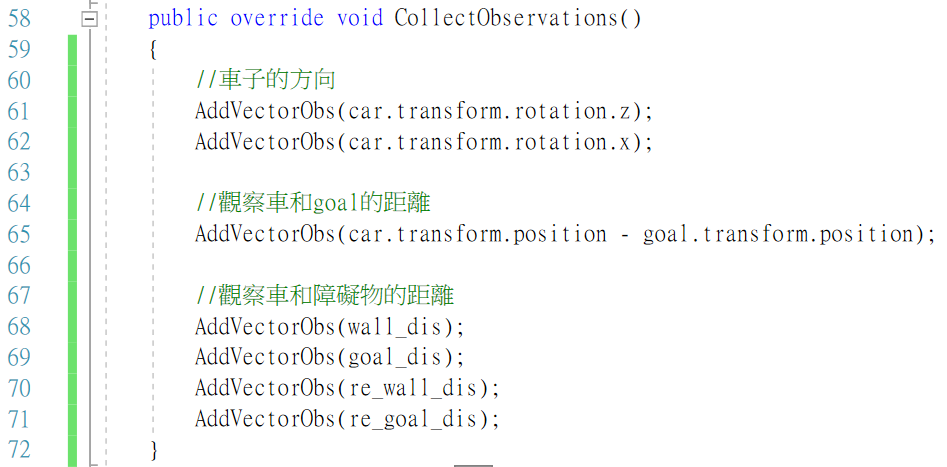 58 public override void CollectObservations()
59 {
60 //車子的方向
61 AddVectorObs(car.transform.rotation.z);
62 AddVectorObs(car.transform.rotation.x);
63
64 //觀察車和goal的距離
65 AddVectorObs(car.transform.position - goal.transform.position);
66
67 //觀察車和障礙物的距離
68 AddVectorObs(wall_dis);
69 AddVectorObs(goal_dis);
70 AddVectorObs(re_wall_dis);
71 AddVectorObs(re_goal_dis);
72 }